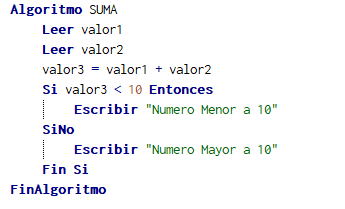 Algoritmo SUMA
Leer valor1
Leer valor2
valor3 = valor1 + valor2
Si valor3 < 10 Entonces
Escribir "Numero Menor a 10"
SiNo
Escribir "Numero Mayor a 10"
Fin Si
FinAlgoritmo